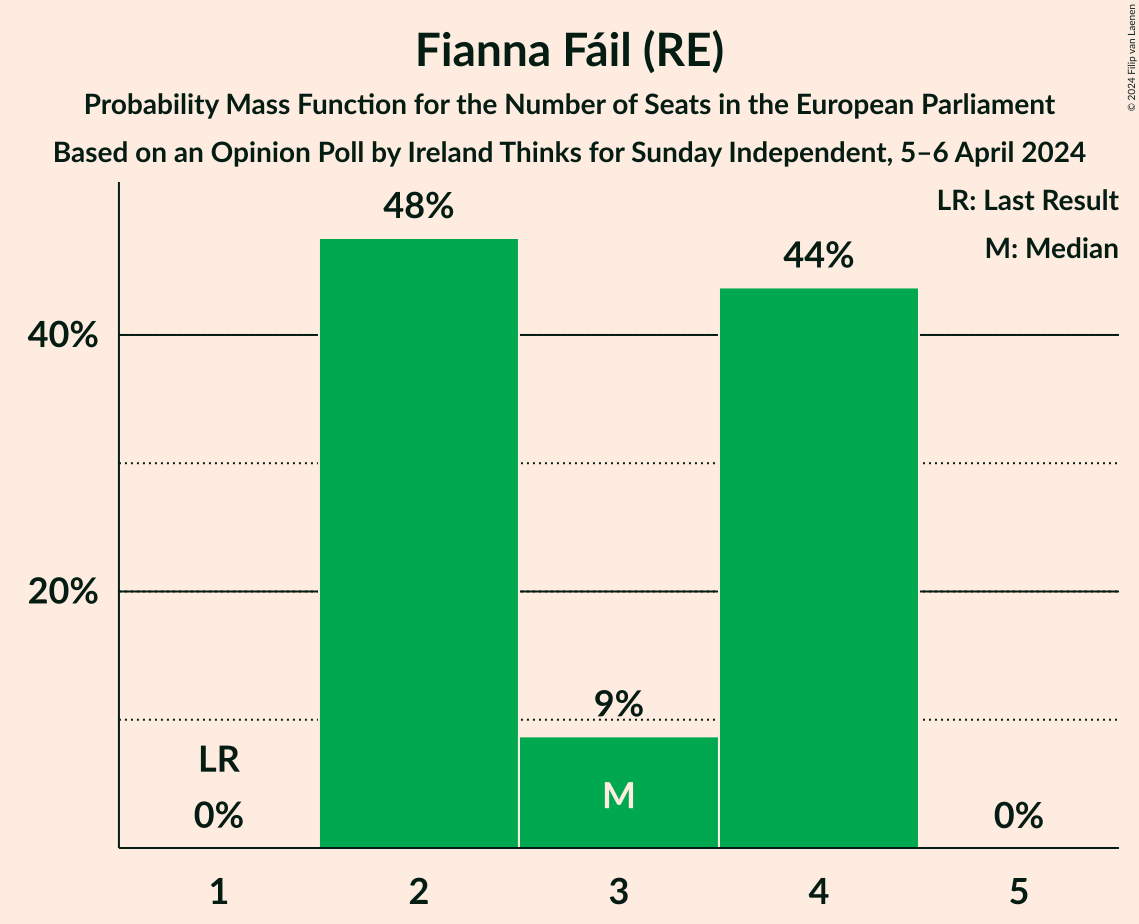 Fianna Fáil (RE)
Probability Mass Function for the Number of Seats in the European Parliament
Based on an Opinion Poll by Ireland Thinks for Sunday Independent, 5–6 April 2024
© 2024 Filip van Laenen
LR: Last Result
M: Median
48%
44%
40%
20%
9%
LR
M
0%
0%
1 2 3 4 5